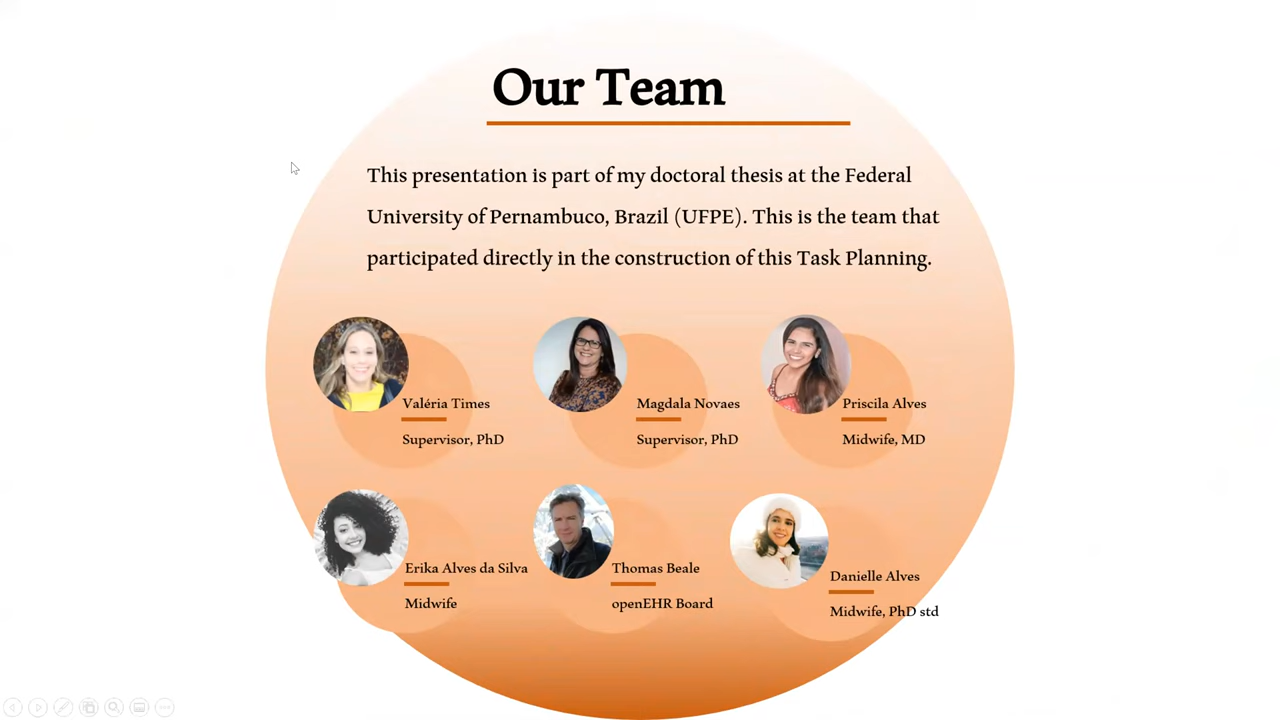 Our Team
This presentation is part of my doctoral thesis at the Federal
University of Pernambuco, Brazil (UFPE). This is the team that
participated directly in the construction of this Task Planning.
Valéria Times
Supervisor, PhD
Magdala Novaes
Supervisor, PhD
Priscila Alves
Midwife, MD
Erika Alves da Silva
Midwife
Thomas Beale
openEHR Board
Danielle Alves
Midwife, PhD std